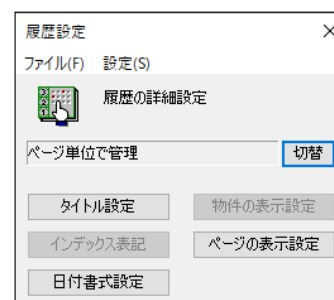 履歴設定
ファイル(F) 設定(S)
履歴の詳細設定
ページ単位で管理 切替
タイトル設定 物件の表示設定
インデックス表記 ページの表示設定
日付書式設定